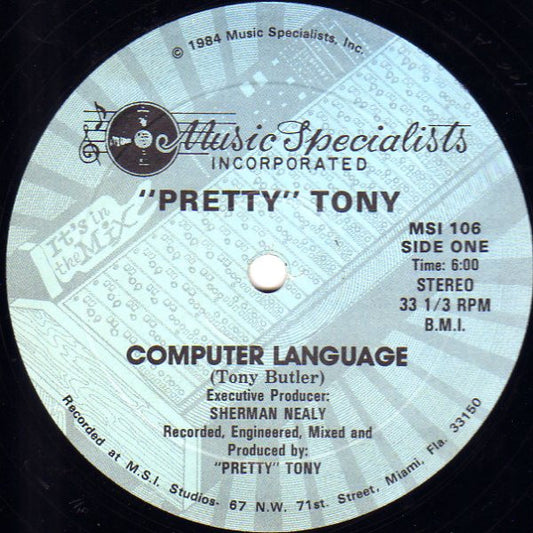 © 1984 Music Specialists, Inc.
Music Specialists
INCORPORATED
"PRETTY" TONY
It's in
the Mix
MSI 106
SIDE ONE
Time: 6:00
STEREO
33 1/3 RPM
B.M.I.
COMPUTER LANGUAGE
(Tony Butler)
Executive Producer:
SHERMAN NEALY
Recorded, Engineered, Mixed and
Produced by:
"PRETTY" TONY
Recorded at M.S.I. Studios- 67 N.W. 71st. Street, Miami, Fla. 33150